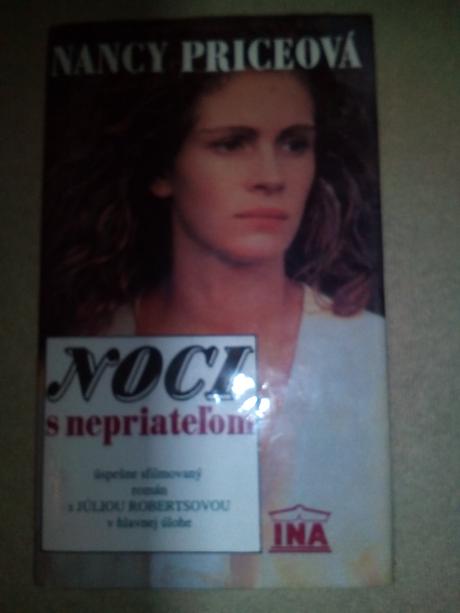 NANCY PRICEOVÁ
NOCI
s nepriateľom
úspešne sfilmovaný
román
s JÚLIOU ROBERTSOVOU
v hlavnej úlohe
INA